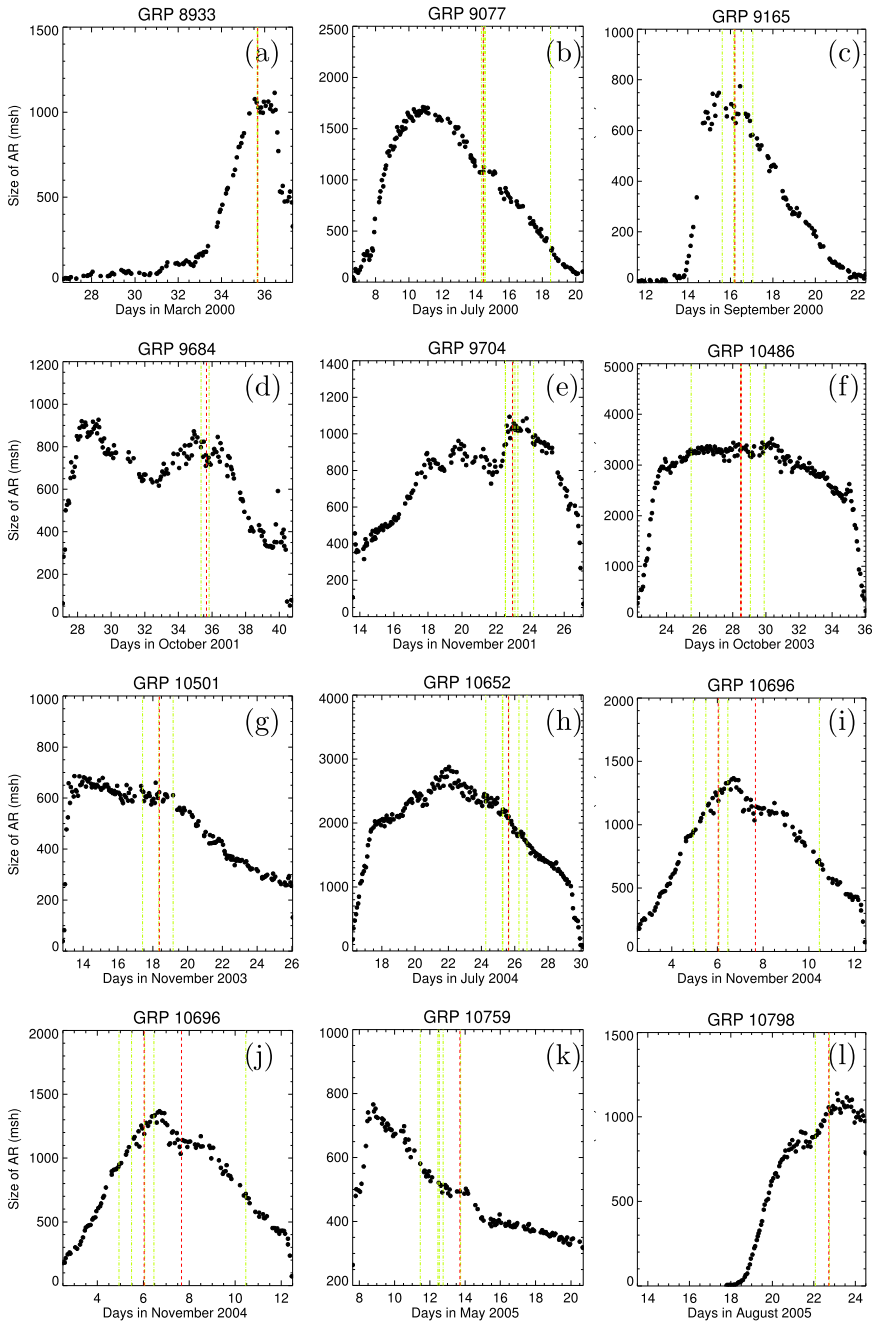 GRP 8933
(a)
Size of AR (msh)
1500
1000
500
0
28 30 32 34 36
Days in March 2000
GRP 9077
(b)
2500
2000
1500
1000
500
0
8 10 12 14 16 18 20
Days in July 2000
GRP 9165
(c)
1000
800
600
400
200
0
12 14 16 18 20 22
Days in September 2000
GRP 9684
(d)
Size of AR (msh)
1200
1000
800
600
400
200
0
28 30 32 34 36 38 40
Days in October 2001
GRP 9704
(e)
1400
1200
1000
800
600
400
200
0
14 16 18 20 22 24 26
Days in November 2001
GRP 10486
(f)
5000
4000
3000
2000
1000
0
24 26 28 30 32 34 36
Days in October 2003
GRP 10501
(g)
Size of AR (msh)
1000
800
600
400
200
0
14 16 18 20 22 24 26
Days in November 2003
GRP 10652
(h)
4000
3000
2000
1000
0
18 20 22 24 26 28 30
Days in July 2004
GRP 10696
(i)
2000
1500
1000
500
0
4 6 8 10 12
Days in November 2004
GRP 10696
(j)
Size of AR (msh)
2000
1500
1000
500
0
4 6 8 10 12
Days in November 2004
GRP 10759
(k)
1000
800
600
400
200
8 10 12 14 16 18 20
Days in May 2005
GRP 10798
(l)
1500
1000
500
0
14 16 18 20 22 24
Days in August 2005